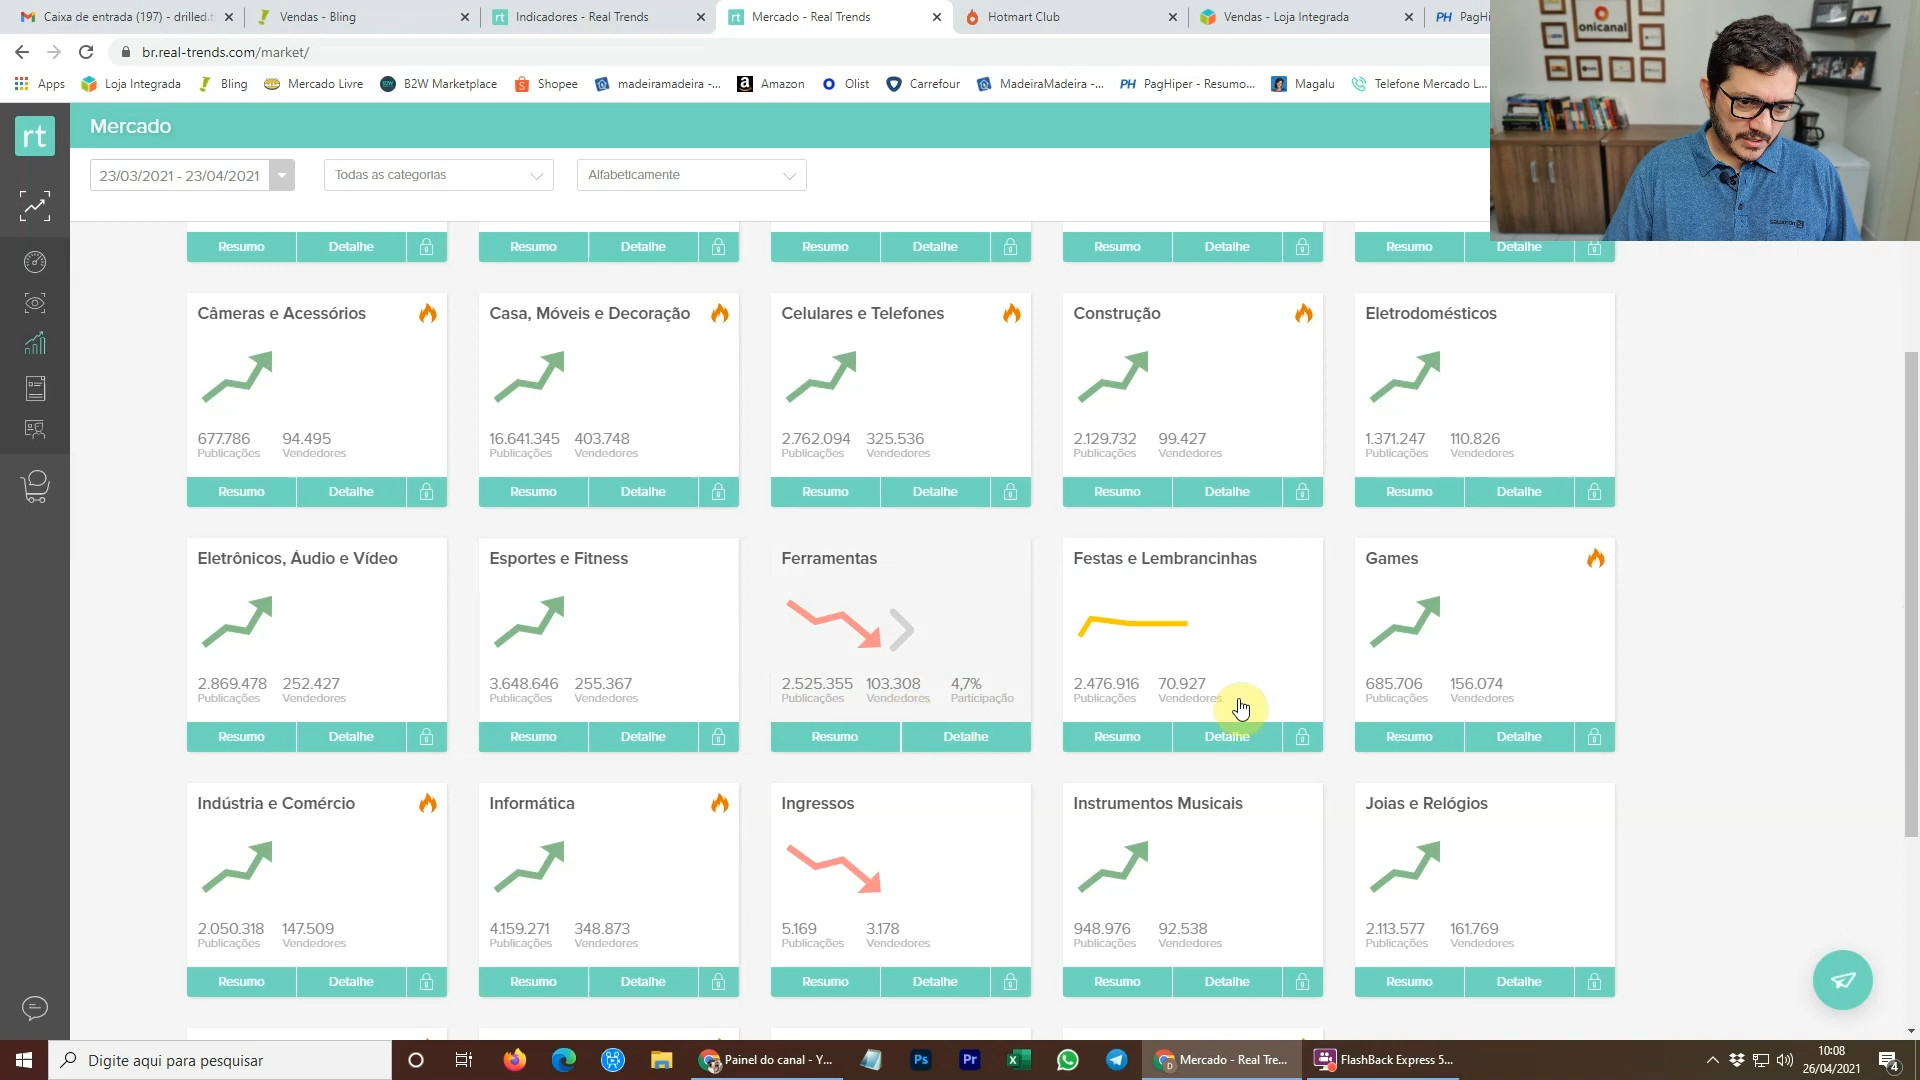 Caixa de entrada (197) - drilled.t
Vendas - Bling
Indicadores - Real Trends
Mercado - Real Trends
Hotmart Club
Vendas - Loja Integrada
PH PagHi
br.real-trends.com/market/
Apps
Loja Integrada
Bling
Mercado Livre
B2W Marketplace
Shopee
madeiramadeira -...
Amazon
Olist
Carrefour
MadeiraMadeira -...
PH PagHiper - Resumo...
Magalu
Telefone Mercado L...
onicanal
rt
Mercado
23/03/2021 - 23/04/2021
Todas as categorias
Alfabeticamente
Resumo Detalhe
Resumo Detalhe
Resumo Detalhe
Resumo Detalhe
Resumo Detalhe
Câmeras e Acessórios
677.786 94.495
Publicações Vendedores
Resumo Detalhe
Casa, Móveis e Decoração
16.641.345 403.748
Publicações Vendedores
Resumo Detalhe
Celulares e Telefones
2.762.094 325.536
Publicações Vendedores
Resumo Detalhe
Construção
2.129.732 99.427
Publicações Vendedores
Resumo Detalhe
Eletrodomésticos
1.371.247 110.826
Publicações Vendedores
Resumo Detalhe
Eletrônicos, Áudio e Vídeo
2.869.478 252.427
Publicações Vendedores
Resumo Detalhe
Esportes e Fitness
3.648.646 255.367
Publicações Vendedores
Resumo Detalhe
Ferramentas
2.525.355 103.308 4,7%
Publicações Vendedores Participação
Resumo Detalhe
Festas e Lembrancinhas
2.476.916 70.927
Publicações Vendedores
Resumo Detalhe
Games
685.706 156.074
Publicações Vendedores
Resumo Detalhe
Indústria e Comércio
2.050.318 147.509
Publicações Vendedores
Resumo Detalhe
Informática
4.159.271 348.873
Publicações Vendedores
Resumo Detalhe
Ingressos
5.169 3.178
Publicações Vendedores
Resumo Detalhe
Instrumentos Musicais
948.976 92.538
Publicações Vendedores
Resumo Detalhe
Joias e Relógios
2.113.577 161.769
Publicações Vendedores
Resumo Detalhe
Digite aqui para pesquisar
Painel do canal - Y...
Ps
Pr
Mercado - Real Tre...
FlashBack Express 5...
10:08
26/04/2021
4